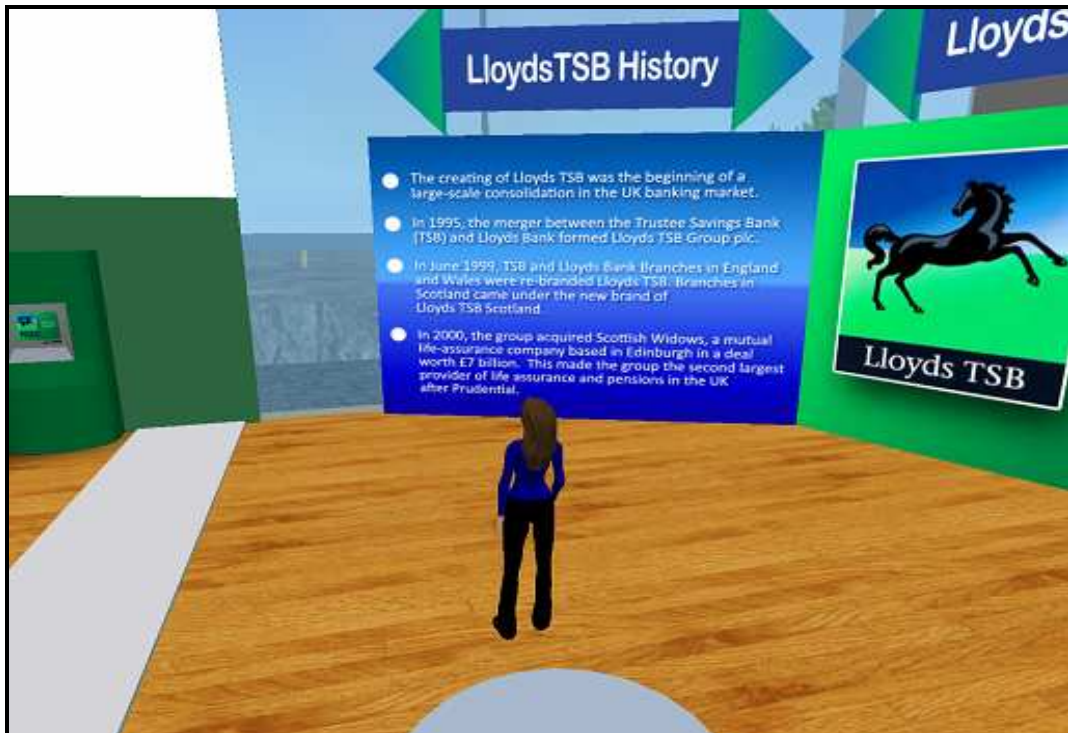 LloydsTSB History
Lloyds
The creating of Lloyds TSB was the beginning of a
large-scale consolidation in the UK banking market.
In 1995, the merger between the Trustee Savings Bank
(TSB) and Lloyds Bank formed Lloyds TSB Group plc.
In June 1999, TSB and Lloyds Bank Branches in England
and Wales were re-branded Lloyds TSB. Branches in
Scotland came under the new brand of
Lloyds TSB Scotland
In 2000, the group acquired Scottish Widows, a mutual
life-assurance company based in Edinburgh in a deal
worth £7 billion. This made the group the second largest
provider of life assurance and pensions in the UK
after Prudential.
Lloyds TSB